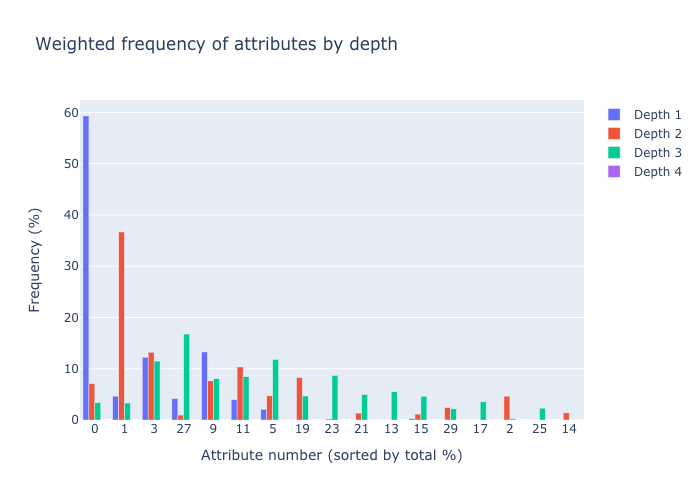 Weighted frequency of attributes by depth
Depth 1
Depth 2
Depth 3
Depth 4
Frequency (%)
60
50
40
30
20
10
0
0 1 3 27 9 11 5 19 23 21 13 15 29 17 2 25 14
Attribute number (sorted by total %)